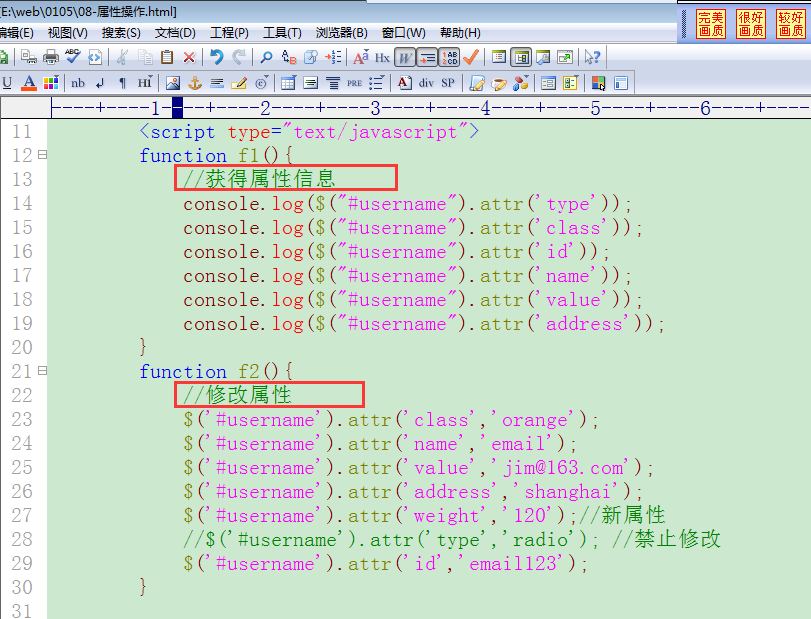 [E:\web\0105\08-属性操作.html]
编辑(E) 视图(V) 搜索(S) 文档(D) 工程(P) 工具(T) 浏览器(B) 窗口(W) 帮助(H)
完美画质 很好画质 较好画质
Hx W
U A nb ¶ HI PRE A div SP
1 2 3 4 5 6
11 <script type="text/javascript">
12 function f1(){
13 //获得属性信息
14 console.log($("#username").attr('type'));
15 console.log($("#username").attr('class'));
16 console.log($("#username").attr('id'));
17 console.log($("#username").attr('name'));
18 console.log($("#username").attr('value'));
19 console.log($("#username").attr('address'));
20 }
21 function f2(){
22 //修改属性
23 $('#username').attr('class','orange');
24 $('#username').attr('name','email');
25 $('#username').attr('value','jim@163.com');
26 $('#username').attr('address','shanghai');
27 $('#username').attr('weight','120');//新属性
28 //$('#username').attr('type','radio'); //禁止修改
29 $('#username').attr('id','email123');
30 }
31